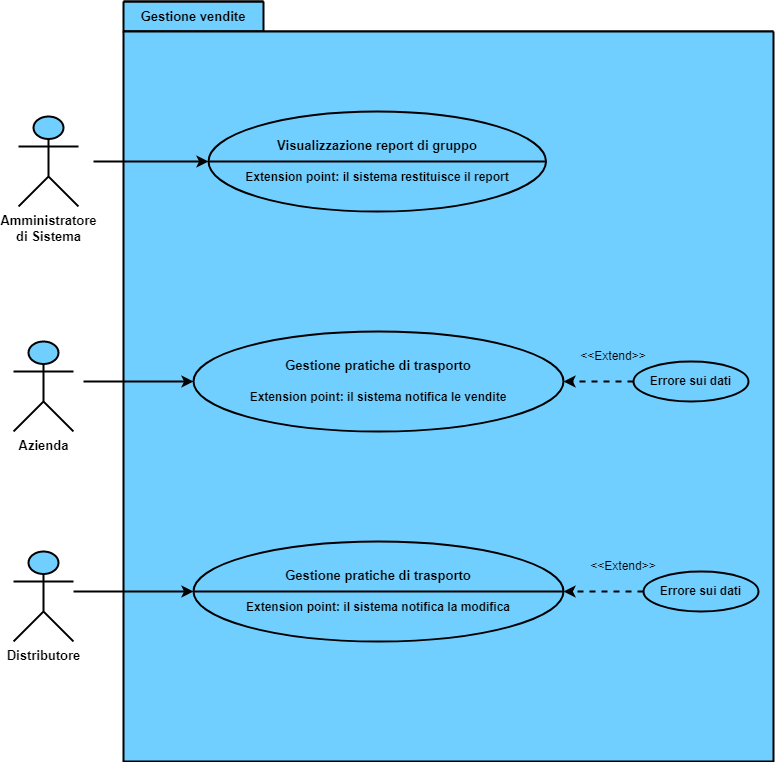 Gestione vendite
Visualizzazione report di gruppo
Extension point: il sistema restituisce il report
Amministratore
di Sistema
Gestione pratiche di trasporto
Extension point: il sistema notifica le vendite
<<Extend>>
Errore sui dati
Azienda
Gestione pratiche di trasporto
Extension point: il sistema notifica la modifica
<<Extend>>
Errore sui dati
Distributore